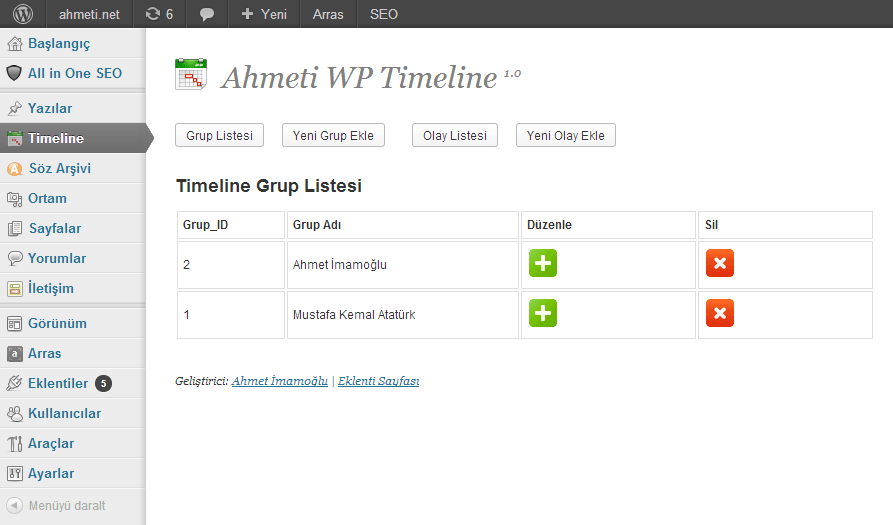 ahmeti.net 6 + Yeni Arras SEO
Başlangıç
All in One SEO
Yazılar
Timeline
Söz Arşivi
Ortam
Sayfalar
Yorumlar
İletişim
Görünüm
Arras
Eklentiler 5
Kullanıcılar
Araçlar
Ayarlar
Menüyü daralt
Ahmeti WP Timeline 1.0
Grup Listesi Yeni Grup Ekle Olay Listesi Yeni Olay Ekle
Timeline Grup Listesi
Grup_ID Grup Adı Düzenle Sil
2 Ahmet İmamoğlu
1 Mustafa Kemal Atatürk
Geliştirici: Ahmet İmamoğlu | Eklenti Sayfası